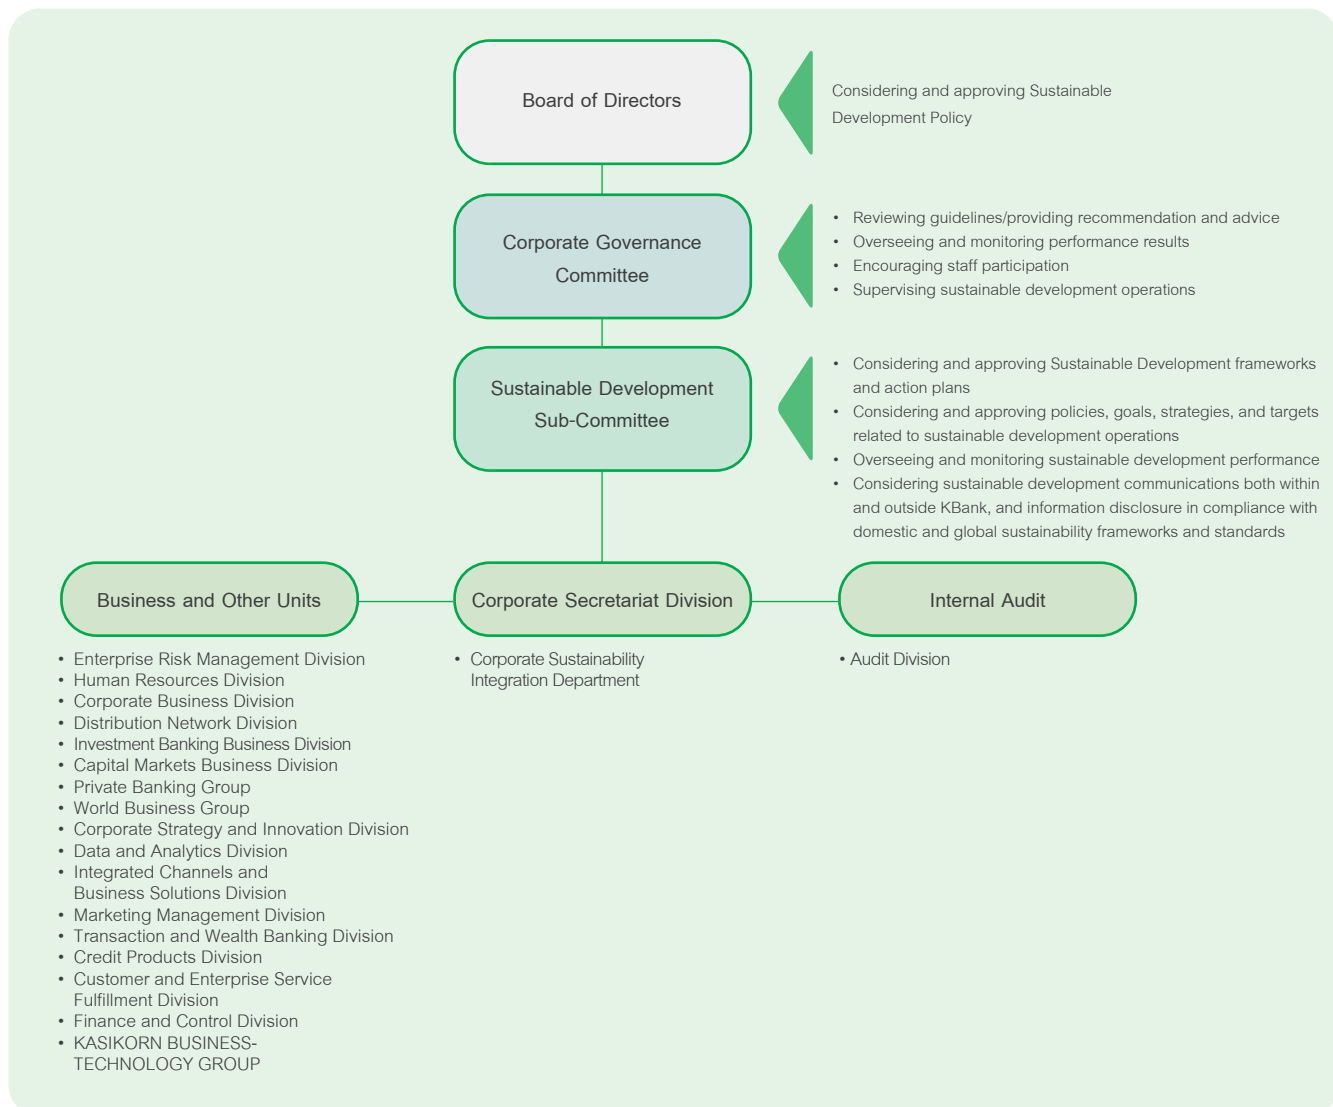 Board of Directors
Considering and approving Sustainable
Development Policy
Corporate Governance
Committee
• Reviewing guidelines/providing recommendation and advice
• Overseeing and monitoring performance results
• Encouraging staff participation
• Supervising sustainable development operations
Sustainable Development
Sub-Committee
• Considering and approving Sustainable Development frameworks
and action plans
• Considering and approving policies, goals, strategies, and targets
related to sustainable development operations
• Overseeing and monitoring sustainable development performance
• Considering sustainable development communications both within
and outside KBank, and information disclosure in compliance with
domestic and global sustainability frameworks and standards
Business and Other Units
• Enterprise Risk Management Division
• Human Resources Division
• Corporate Business Division
• Distribution Network Division
• Investment Banking Business Division
• Capital Markets Business Division
• Private Banking Group
• World Business Group
• Corporate Strategy and Innovation Division
• Data and Analytics Division
• Integrated Channels and
Business Solutions Division
• Marketing Management Division
• Transaction and Wealth Banking Division
• Credit Products Division
• Customer and Enterprise Service
Fulfillment Division
• Finance and Control Division
• KASIKORN BUSINESS-
TECHNOLOGY GROUP
Corporate Secretariat Division
• Corporate Sustainability
Integration Department
Internal Audit
• Audit Division